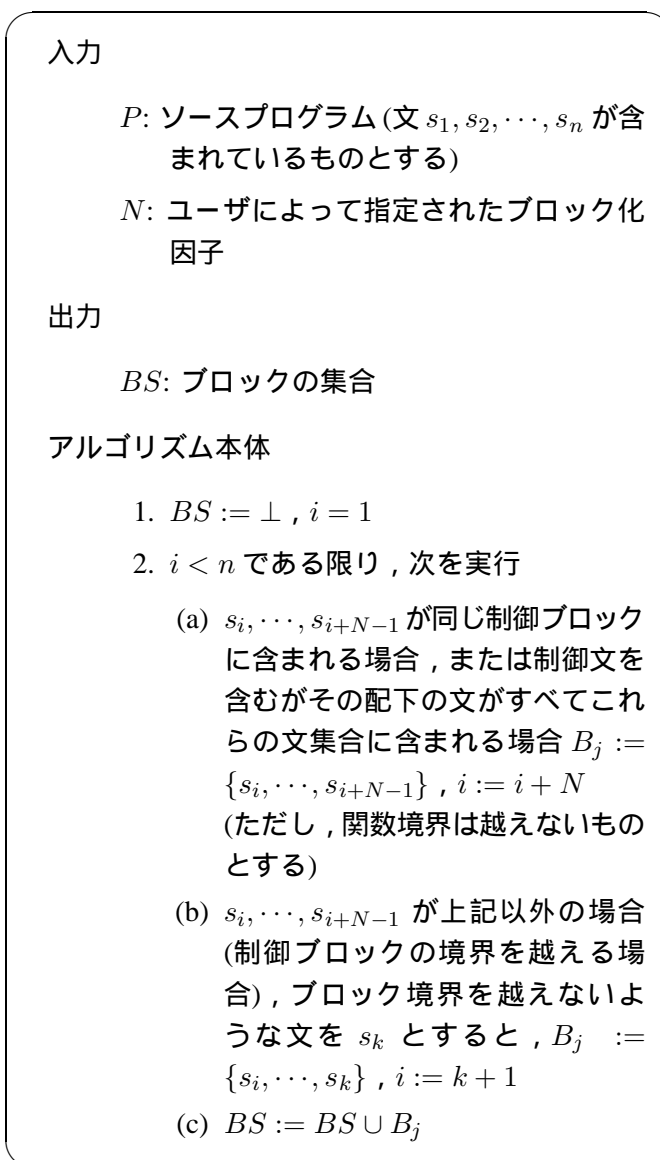 入力
P: ソースプログラム (文 s_1, s_2, · · · , s_n が含
まれているものとする)
N: ユーザによって指定されたブロック化
因子
出力
BS: ブロックの集合
アルゴリズム本体
1. BS := ⊥ , i = 1
2. i < n である限り , 次を実行
(a) s_i, · · · , s_{i+N−1} が同じ制御ブロック
に含まれる場合 , または制御文を
含むがその配下の文がすべてこれ
らの文集合に含まれる場合 B_j :=
{s_i, · · · , s_{i+N−1}} , i := i + N
(ただし , 関数境界は越えないもの
とする)
(b) s_i, · · · , s_{i+N−1} が上記以外の場合
(制御ブロックの境界を越える場
合) , ブロック境界を越えないよ
うな文を s_k とすると , B_j :=
{s_i, · · · , s_k} , i := k + 1
(c) BS := BS ∪ B_j